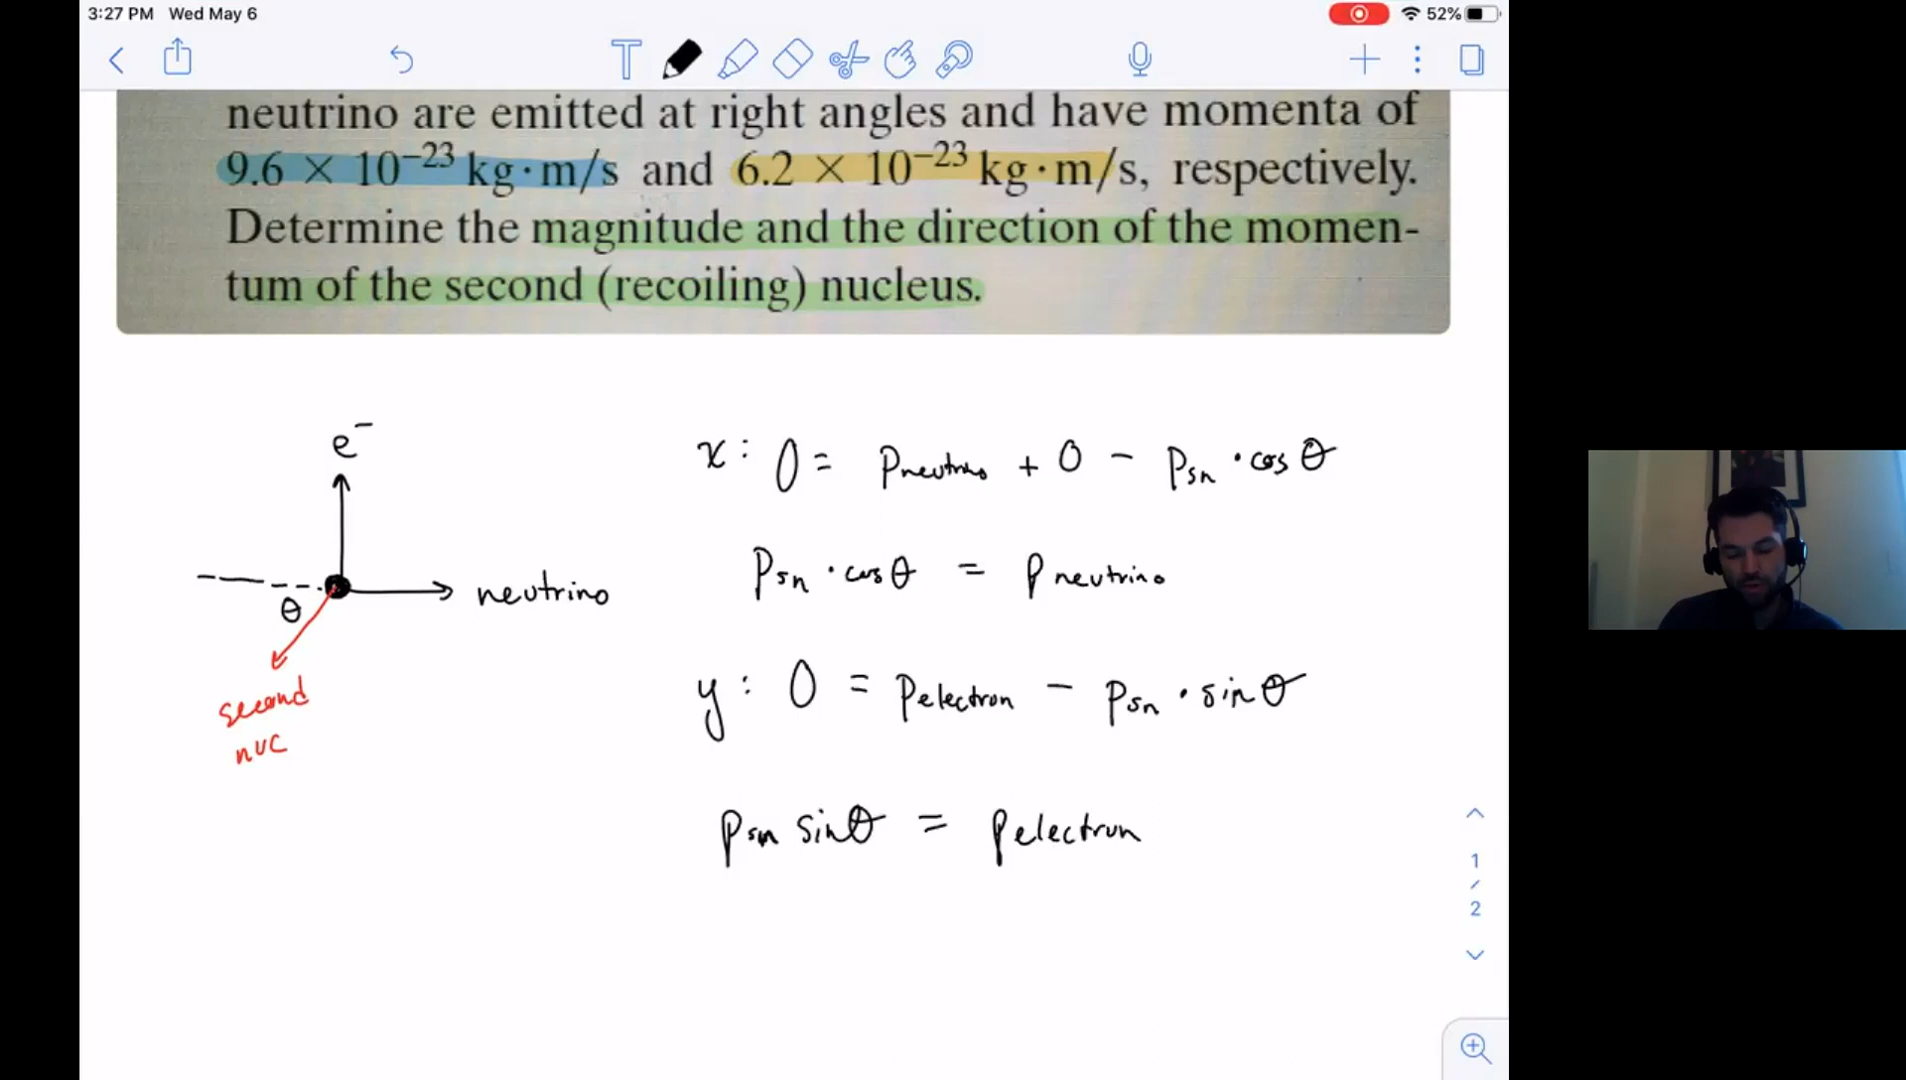 3:27 PM Wed May 6
52%
neutrino are emitted at right angles and have momenta of
9.6 × 10⁻²³ kg·m/s and 6.2 × 10⁻²³ kg·m/s, respectively.
Determine the magnitude and the direction of the momen-
tum of the second (recoiling) nucleus.
e⁻
neutrino
θ
second
nuc
x: 0 = Pneutrino + 0 - Psn · cos θ
Psn · cos θ = Pneutrino
y: 0 = Pelectron - Psn · sin θ
Psn sin θ = Pelectron
1
/
2